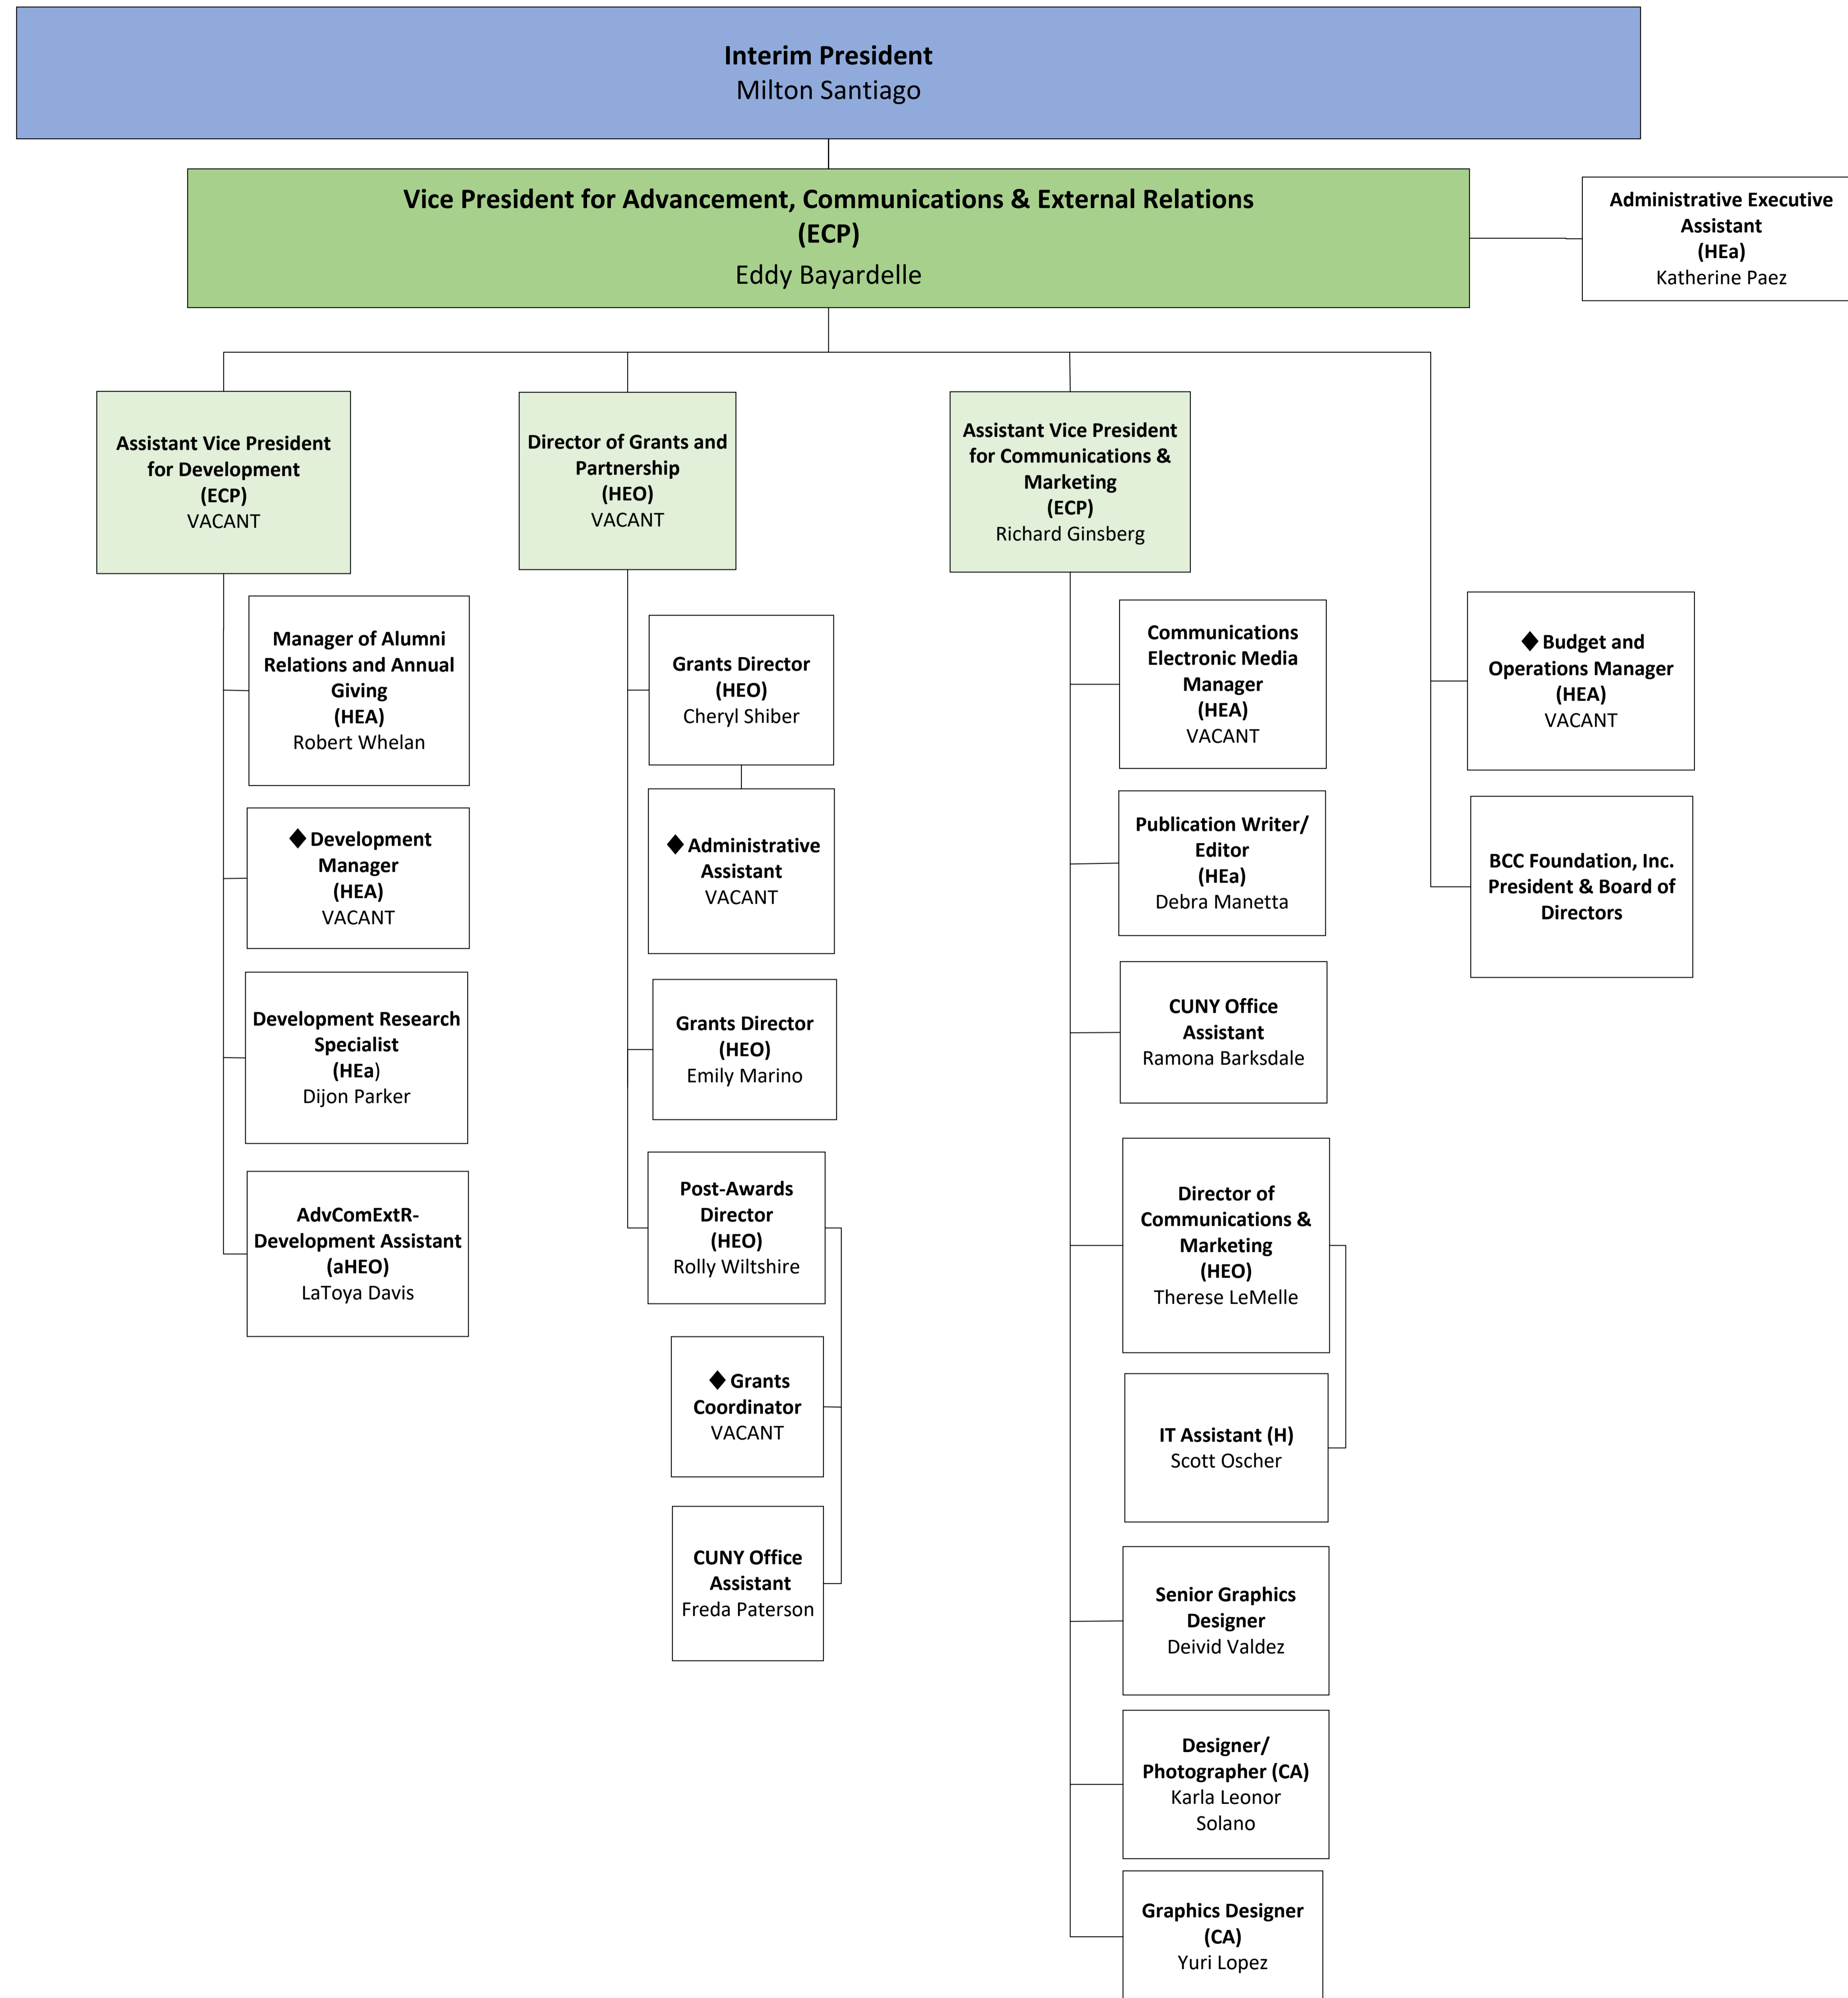 Interim President
Milton Santiago
Vice President for Advancement, Communications & External Relations
(ECP)
Eddy Bayardelle
Administrative Executive
Assistant
(HEa)
Katherine Paez
Assistant Vice President
for Development
(ECP)
VACANT
Manager of Alumni
Relations and Annual
Giving
(HEA)
Robert Whelan
♦ Development
Manager
(HEA)
VACANT
Development Research
Specialist
(HEa)
Dijon Parker
AdvComExtR-
Development Assistant
(aHEO)
LaToya Davis
Director of Grants and
Partnership
(HEO)
VACANT
Grants Director
(HEO)
Cheryl Shiber
♦ Administrative
Assistant
VACANT
Grants Director
(HEO)
Emily Marino
Post-Awards
Director
(HEO)
Rolly Wiltshire
♦ Grants
Coordinator
VACANT
CUNY Office
Assistant
Freda Paterson
Assistant Vice President
for Communications &
Marketing
(ECP)
Richard Ginsberg
Communications
Electronic Media
Manager
(HEA)
VACANT
Publication Writer/
Editor
(HEa)
Debra Manetta
CUNY Office
Assistant
Ramona Barksdale
Director of
Communications &
Marketing
(HEO)
Therese LeMelle
IT Assistant (H)
Scott Oscher
Senior Graphics
Designer
Deivid Valdez
Designer/
Photographer (CA)
Karla Leonor
Solano
Graphics Designer
(CA)
Yuri Lopez
♦ Budget and
Operations Manager
(HEA)
VACANT
BCC Foundation, Inc.
President & Board of
Directors